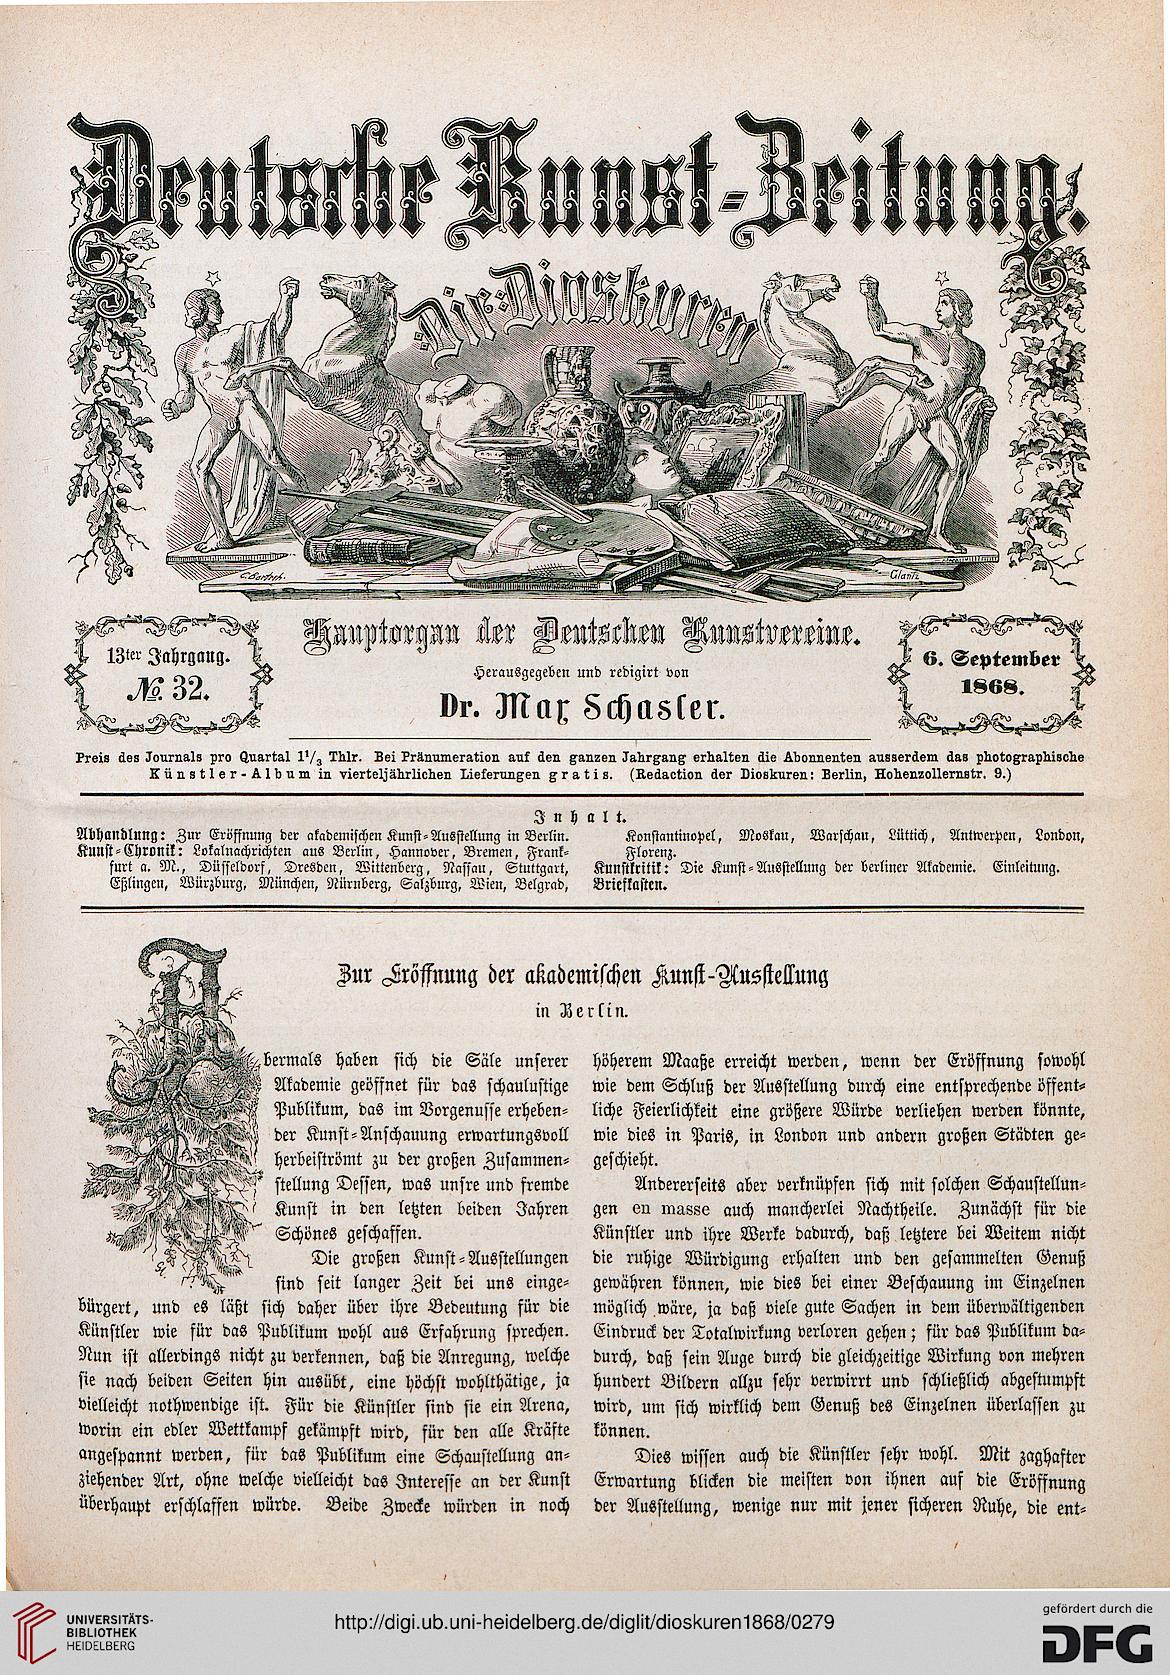 Deutsche Kunst-Zeitung.
Die Dioskuren
C. Bartsch.
Glantz
13ter Jahrgang.
№. 32.
Hauptorgan der Deutschen Kunstvereine.
Herausgegeben und redigirt von
Dr. Max Schasler.
6. September
1868.
Preis des Journals pro Quartal 1¹/₃ Thlr. Bei Pränumeration auf den ganzen Jahrgang erhalten die Abonnenten ausserdem das photographische
Künstler-Album in vierteljährlichen Lieferungen gratis. (Redaction der Dioskuren: Berlin, Hohenzollernstr. 9.)
Inhalt.
Abhandlung: Zur Eröffnung der akademischen Kunst-Ausstellung in Berlin.
Kunst-Chronik: Lokalnachrichten aus Berlin, Hannover, Bremen, Frank-
furt a. M., Düsseldorf, Dresden, Wittenberg, Nassau, Stuttgart,
Eßlingen, Würzburg, München, Nürnberg, Salzburg, Wien, Belgrad,
Konstantinopel, Moskau, Warschau, Lüttich, Antwerpen, London,
Florenz.
Kunstkritik: Die Kunst-Ausstellung der berliner Akademie. Einleitung.
Briefkasten.
Zur Eröffnung der akademischen Kunst-Ausstellung
in Berlin.
Abermals haben sich die Säle unserer
Akademie geöffnet für das schaulustige
Publikum, das im Vorgenusse erheben-
der Kunst-Anschauung erwartungsvoll
herbeiströmt zu der großen Zusammen-
stellung Dessen, was unsre und fremde
Kunst in den letzten beiden Jahren
Schönes geschaffen.
Die großen Kunst-Ausstellungen
sind seit langer Zeit bei uns einge-
bürgert, und es läßt sich daher über ihre Bedeutung für die
Künstler wie für das Publikum wohl aus Erfahrung sprechen.
Nun ist allerdings nicht zu verkennen, daß die Anregung, welche
sie nach beiden Seiten hin ausübt, eine höchst wohlthätige, ja
vielleicht nothwendige ist. Für die Künstler sind sie ein Arena,
worin ein edler Wettkampf gekämpft wird, für den alle Kräfte
angespannt werden, für das Publikum eine Schaustellung an-
ziehender Art, ohne welche vielleicht das Interesse an der Kunst
überhaupt erschlaffen würde. Beide Zwecke würden in noch
höherem Maaße erreicht werden, wenn der Eröffnung sowohl
wie dem Schluß der Ausstellung durch eine entsprechende öffent-
liche Feierlichkeit eine größere Würde verliehen werden könnte,
wie dies in Paris, in London und andern großen Städten ge-
geschieht.
Andererseits aber verknüpfen sich mit solchen Schaustellun-
gen en masse auch mancherlei Nachtheile. Zunächst für die
Künstler und ihre Werke dadurch, daß letztere bei Weitem nicht
die ruhige Würdigung erhalten und den gesammelten Genuß
gewähren können, wie dies bei einer Beschauung im Einzelnen
möglich wäre, ja daß viele gute Sachen in dem überwältigenden
Eindruck der Totalwirkung verloren gehen; für das Publikum da-
durch, daß sein Auge durch die gleichzeitige Wirkung von mehren
hundert Bildern allzu sehr verwirrt und schließlich abgestumpft
wird, um sich wirklich dem Genuß des Einzelnen überlassen zu
können.
Dies wissen auch die Künstler sehr wohl. Mit zaghafter
Erwartung blicken die meisten von ihnen auf die Eröffnung
der Ausstellung, wenige nur mit jener sicheren Ruhe, die ent-
UNIVERSITÄTS-
BIBLIOTHEK
HEIDELBERG
http://digi.ub.uni-heidelberg.de/diglit/dioskuren1868/0279
gefördert durch die
DFG